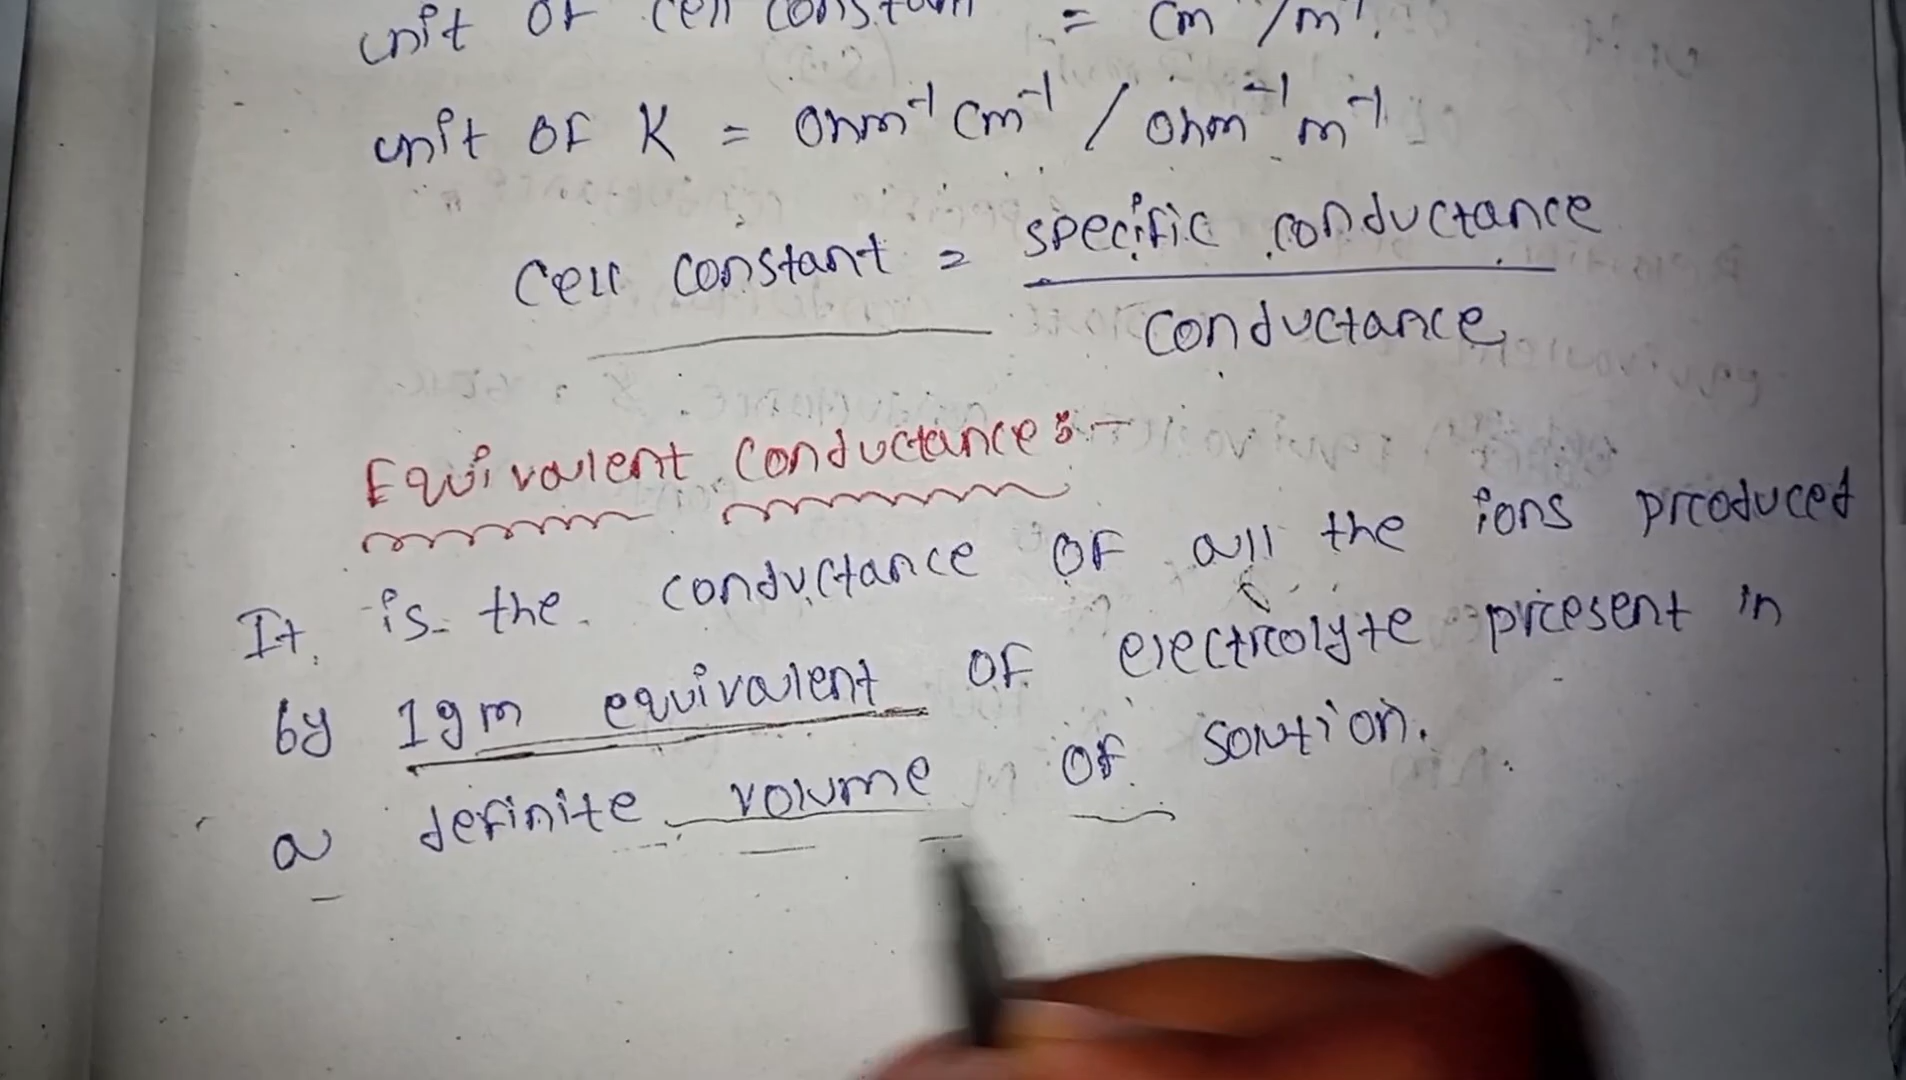 unit of cell constant = cm⁻¹/m⁻¹.
unit of K = ohm⁻¹ cm⁻¹ / ohm⁻¹ m⁻¹
Cell constant = specific conductance
conductance
Equivalent conductance :-
It is the conductance of all the ions produced
by 1gm equivalent of electrolyte present in
a definite volume of solution.